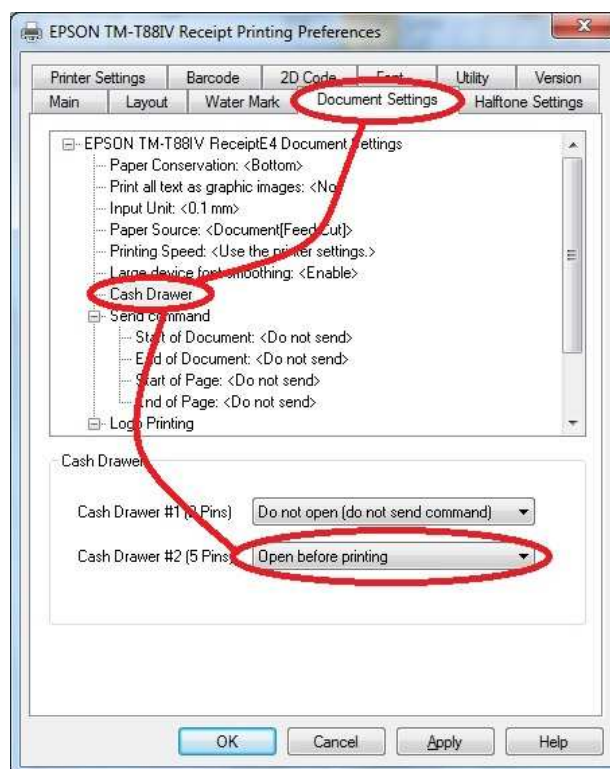 EPSON TM-T88IV Receipt Printing Preferences
Printer Settings Barcode 2D Code Font Utility Version
Main Layout Water Mark Document Settings Halftone Settings
EPSON TM-T88IV ReceiptE4 Document Settings
Paper Conservation: <Bottom>
Print all text as graphic images: <No>
Input Unit: <0.1 mm>
Paper Source: <Document[Feed,Cut]>
Printing Speed: <Use the printer settings.>
Large device font smoothing: <Enable>
Cash Drawer
Send command
Start of Document: <Do not send>
End of Document: <Do not send>
Start of Page: <Do not send>
End of Page: <Do not send>
Logo Printing
Cash Drawer
Cash Drawer #1 (2 Pins) Do not open (do not send command)
Cash Drawer #2 (5 Pins) Open before printing
OK Cancel Apply Help